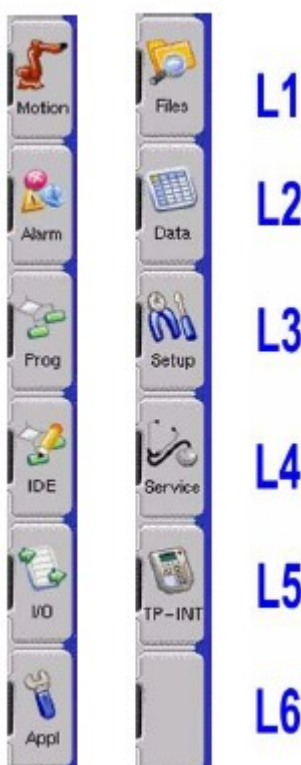 Motion Files L1
Alarm Data L2
Prog Setup L3
IDE Service L4
I/O TP-INT L5
Appl L6